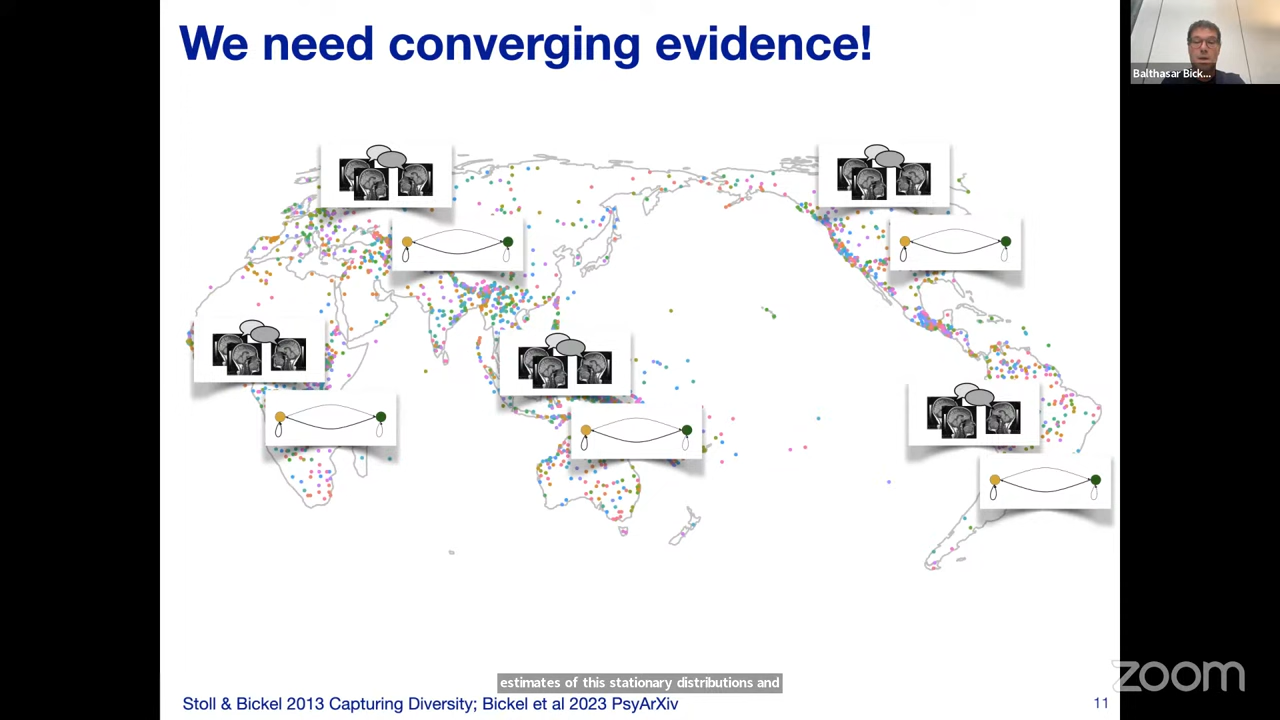 We need converging evidence!
Balthasar Bick...
estimates of this stationary distributions and
Stoll & Bickel 2013 Capturing Diversity; Bickel et al 2023 PsyArXiv
11
zoom